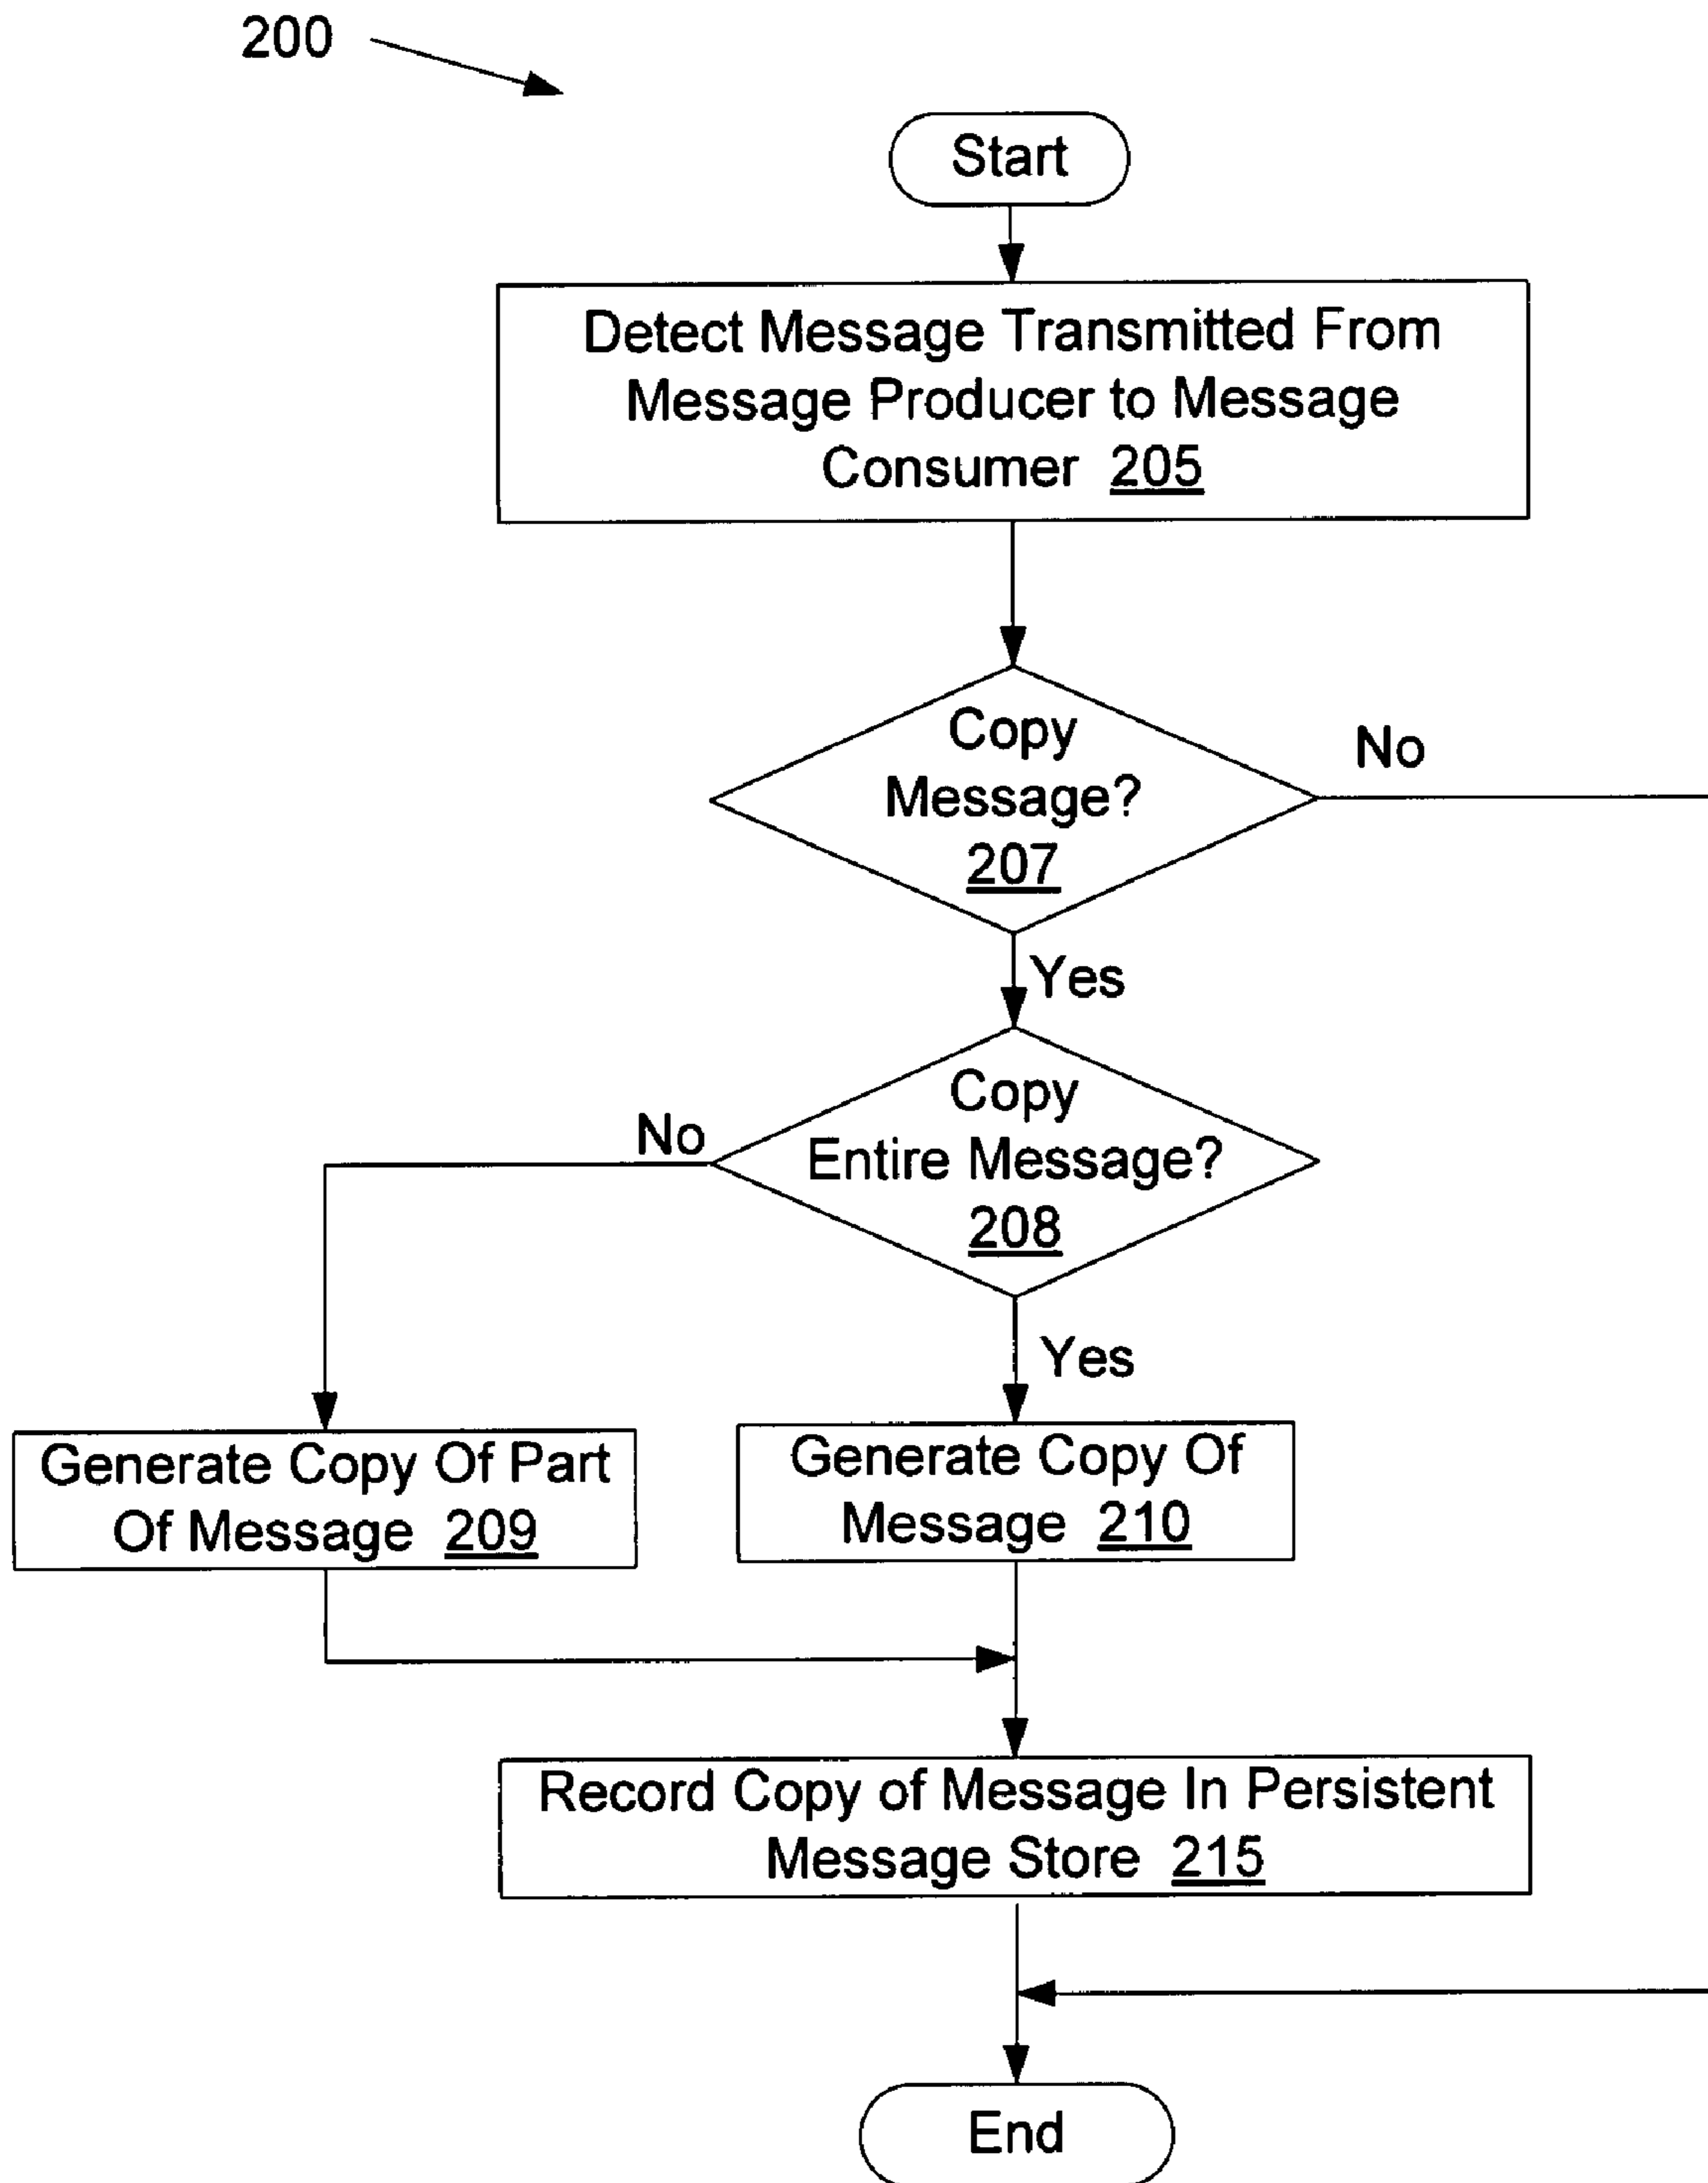 200
Start
Detect Message Transmitted From
Message Producer to Message
Consumer 205
Copy
Message?
207
No
Yes
Copy
Entire Message?
208
No
Yes
Generate Copy Of Part
Of Message 209
Generate Copy Of
Message 210
Record Copy of Message In Persistent
Message Store 215
End